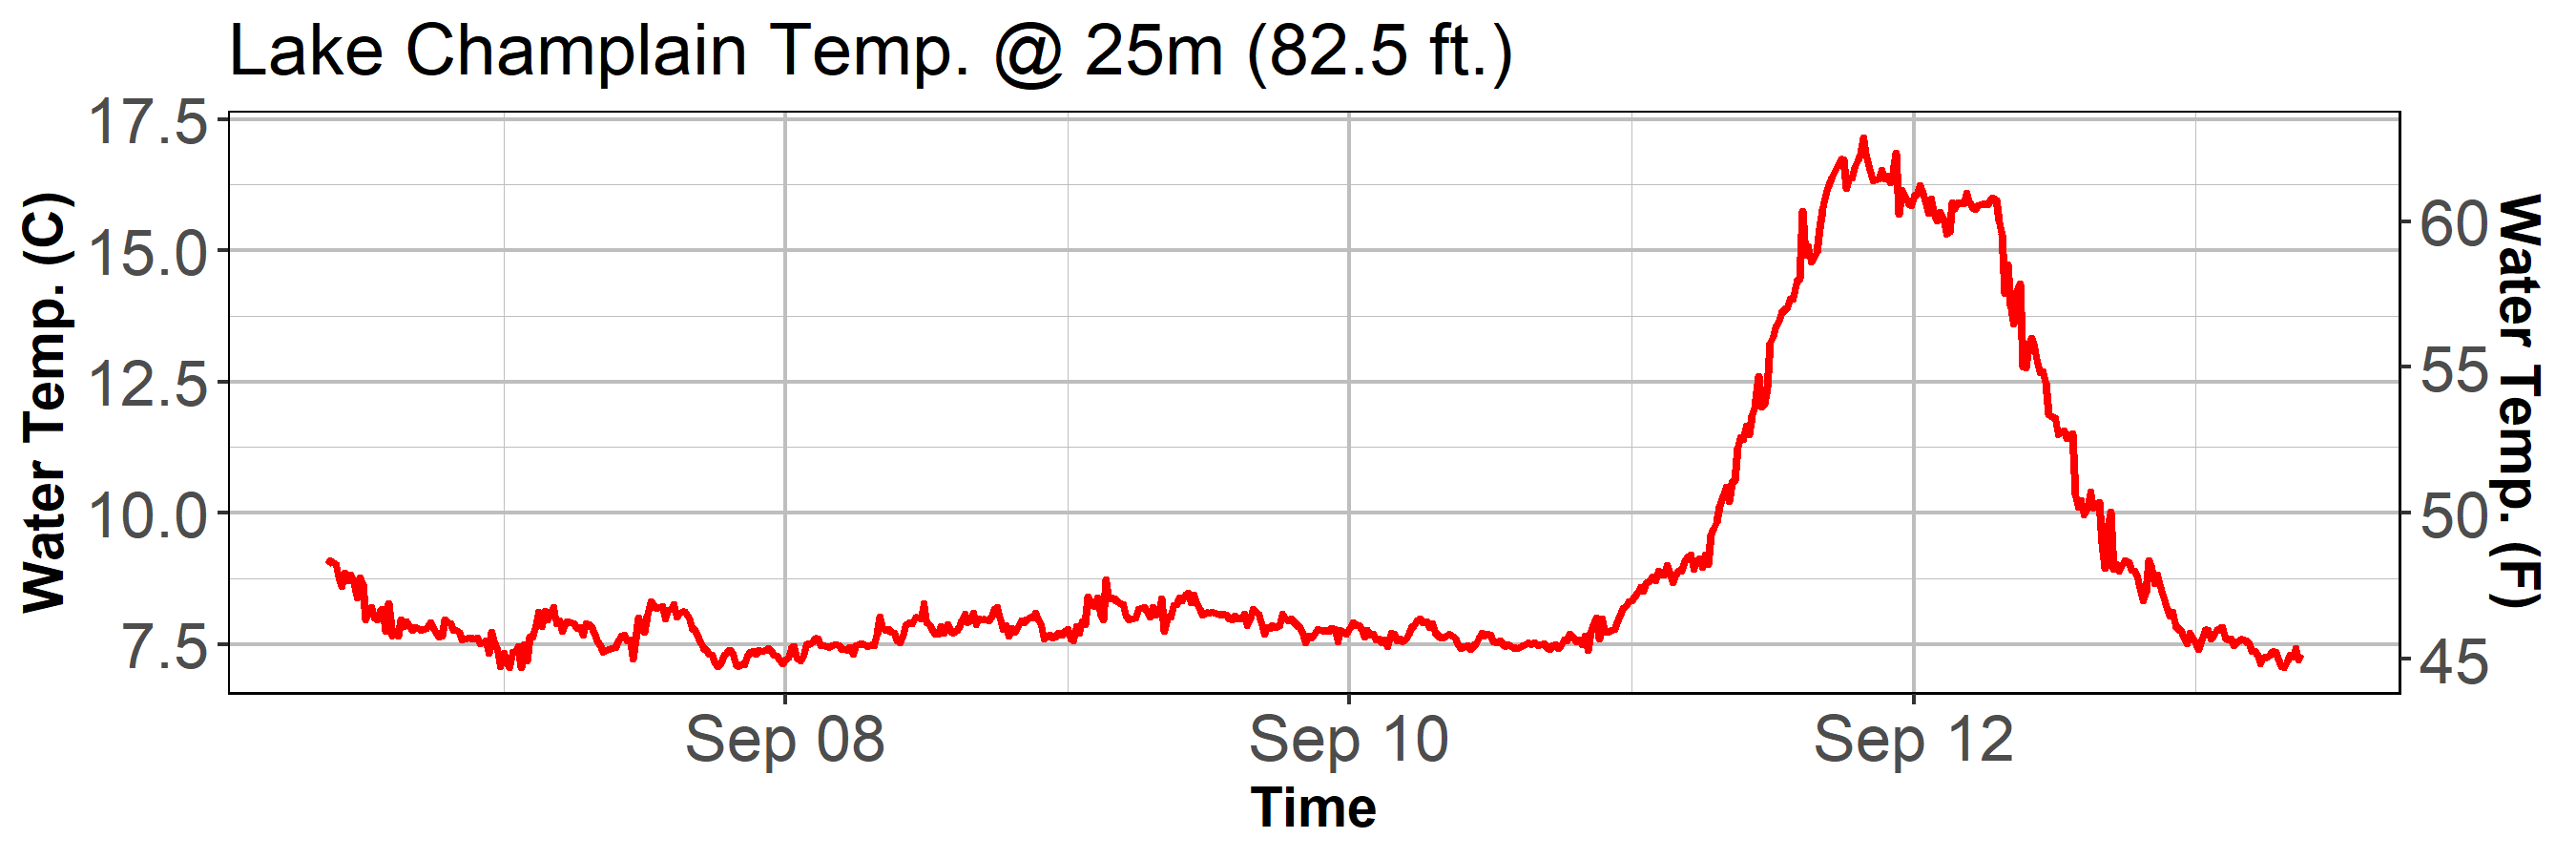 Lake Champlain Temp. @ 25m (82.5 ft.)
Water Temp. (C)
17.5
15.0
12.5
10.0
7.5
60
55
50
45
Water Temp. (F)
Sep 08
Sep 10
Sep 12
Time